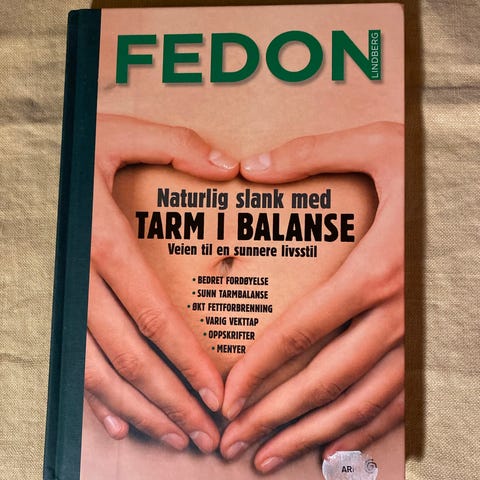 FEDON
LINDBERG
Naturlig slank med
TARM I BALANSE
Veien til en sunnere livsstil
• BEDRET FORDØYELSE
• SUNN TARMBALANSE
• ØKT FETTFORBRENNING
• VARIG VEKTTAP
• OPPSKRIFTER
• MENYER